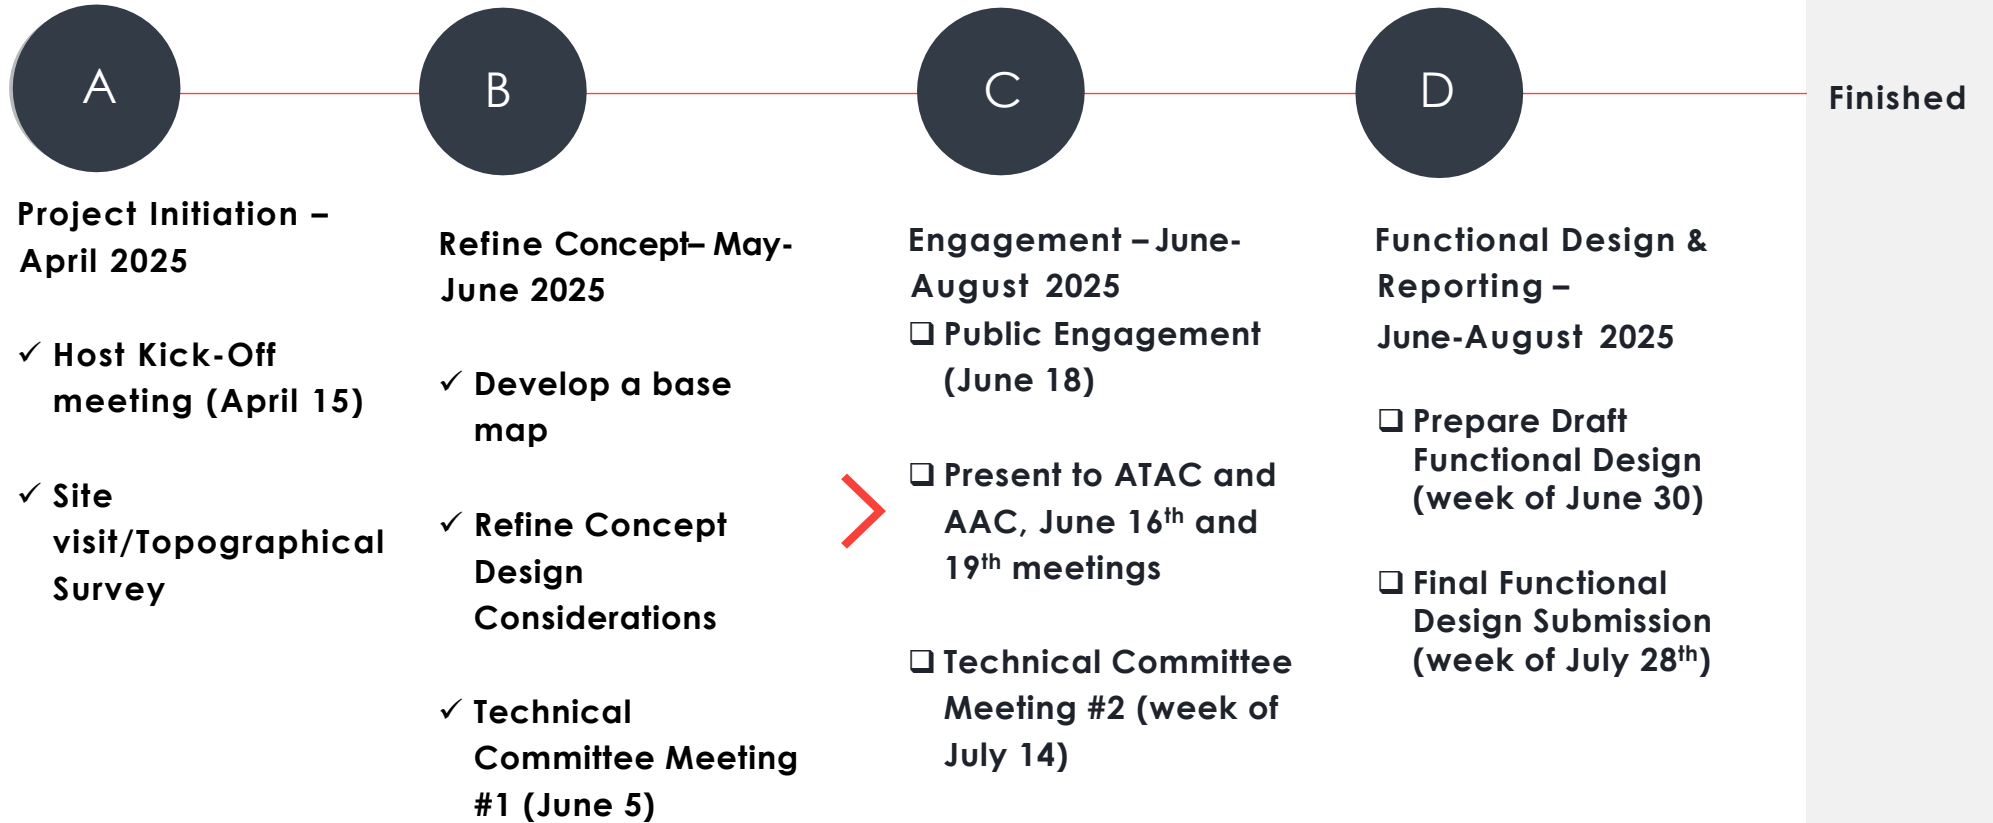 A
B
C
D
Finished
Project Initiation –
April 2025
✓ Host Kick-Off
meeting (April 15)
✓ Site
visit/Topographical
Survey
Refine Concept– May-
June 2025
✓ Develop a base
map
✓ Refine Concept
Design
Considerations
✓ Technical
Committee Meeting
#1 (June 5)
Engagement – June-
August 2025
❑ Public Engagement
(June 18)
❑ Present to ATAC and
AAC, June 16th and
19th meetings
❑ Technical Committee
Meeting #2 (week of
July 14)
Functional Design &
Reporting –
June-August 2025
❑ Prepare Draft
Functional Design
(week of June 30)
❑ Final Functional
Design Submission
(week of July 28th)